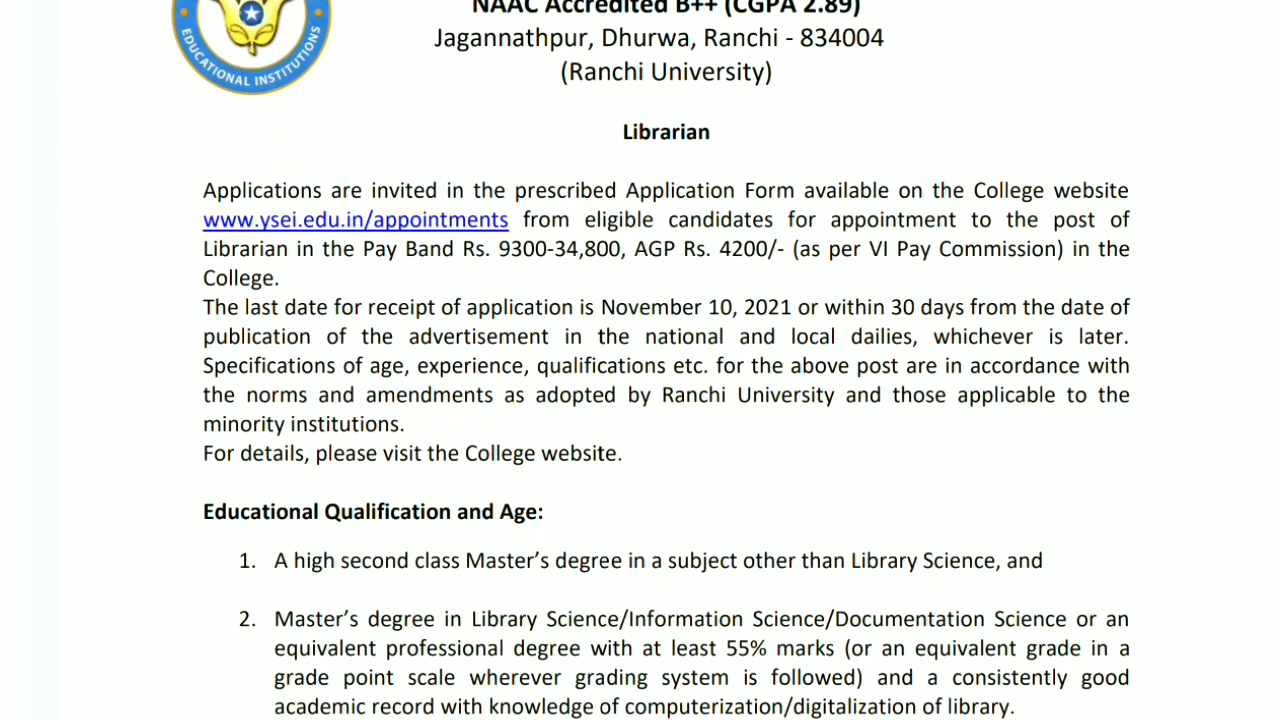 NAAC Accredited B++ (CGPA 2.89)
Jagannathpur, Dhurwa, Ranchi - 834004
(Ranchi University)
EDUCATIONAL INSTITUTIONS
Librarian
Applications are invited in the prescribed Application Form available on the College website
www.ysei.edu.in/appointments from eligible candidates for appointment to the post of
Librarian in the Pay Band Rs. 9300-34,800, AGP Rs. 4200/- (as per VI Pay Commission) in the
College.
The last date for receipt of application is November 10, 2021 or within 30 days from the date of
publication of the advertisement in the national and local dailies, whichever is later.
Specifications of age, experience, qualifications etc. for the above post are in accordance with
the norms and amendments as adopted by Ranchi University and those applicable to the
minority institutions.
For details, please visit the College website.
Educational Qualification and Age:
1. A high second class Master’s degree in a subject other than Library Science, and
2. Master’s degree in Library Science/Information Science/Documentation Science or an
equivalent professional degree with at least 55% marks (or an equivalent grade in a
grade point scale wherever grading system is followed) and a consistently good
academic record with knowledge of computerization/digitalization of library.